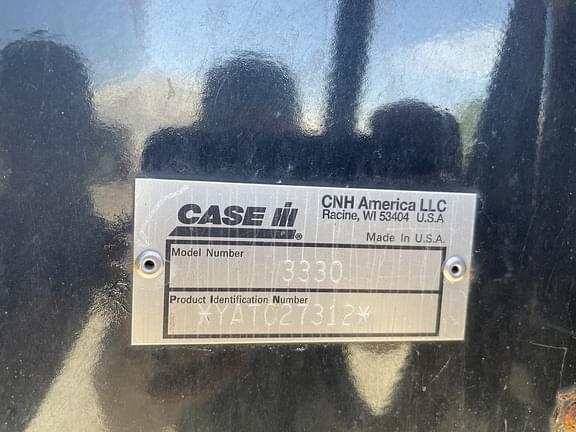 CASE IH ®
CNH America LLC
Racine, WI 53404 U.S.A
Made In U.S.A.
Model Number
3330
Product Identification Number
*YATC27312*